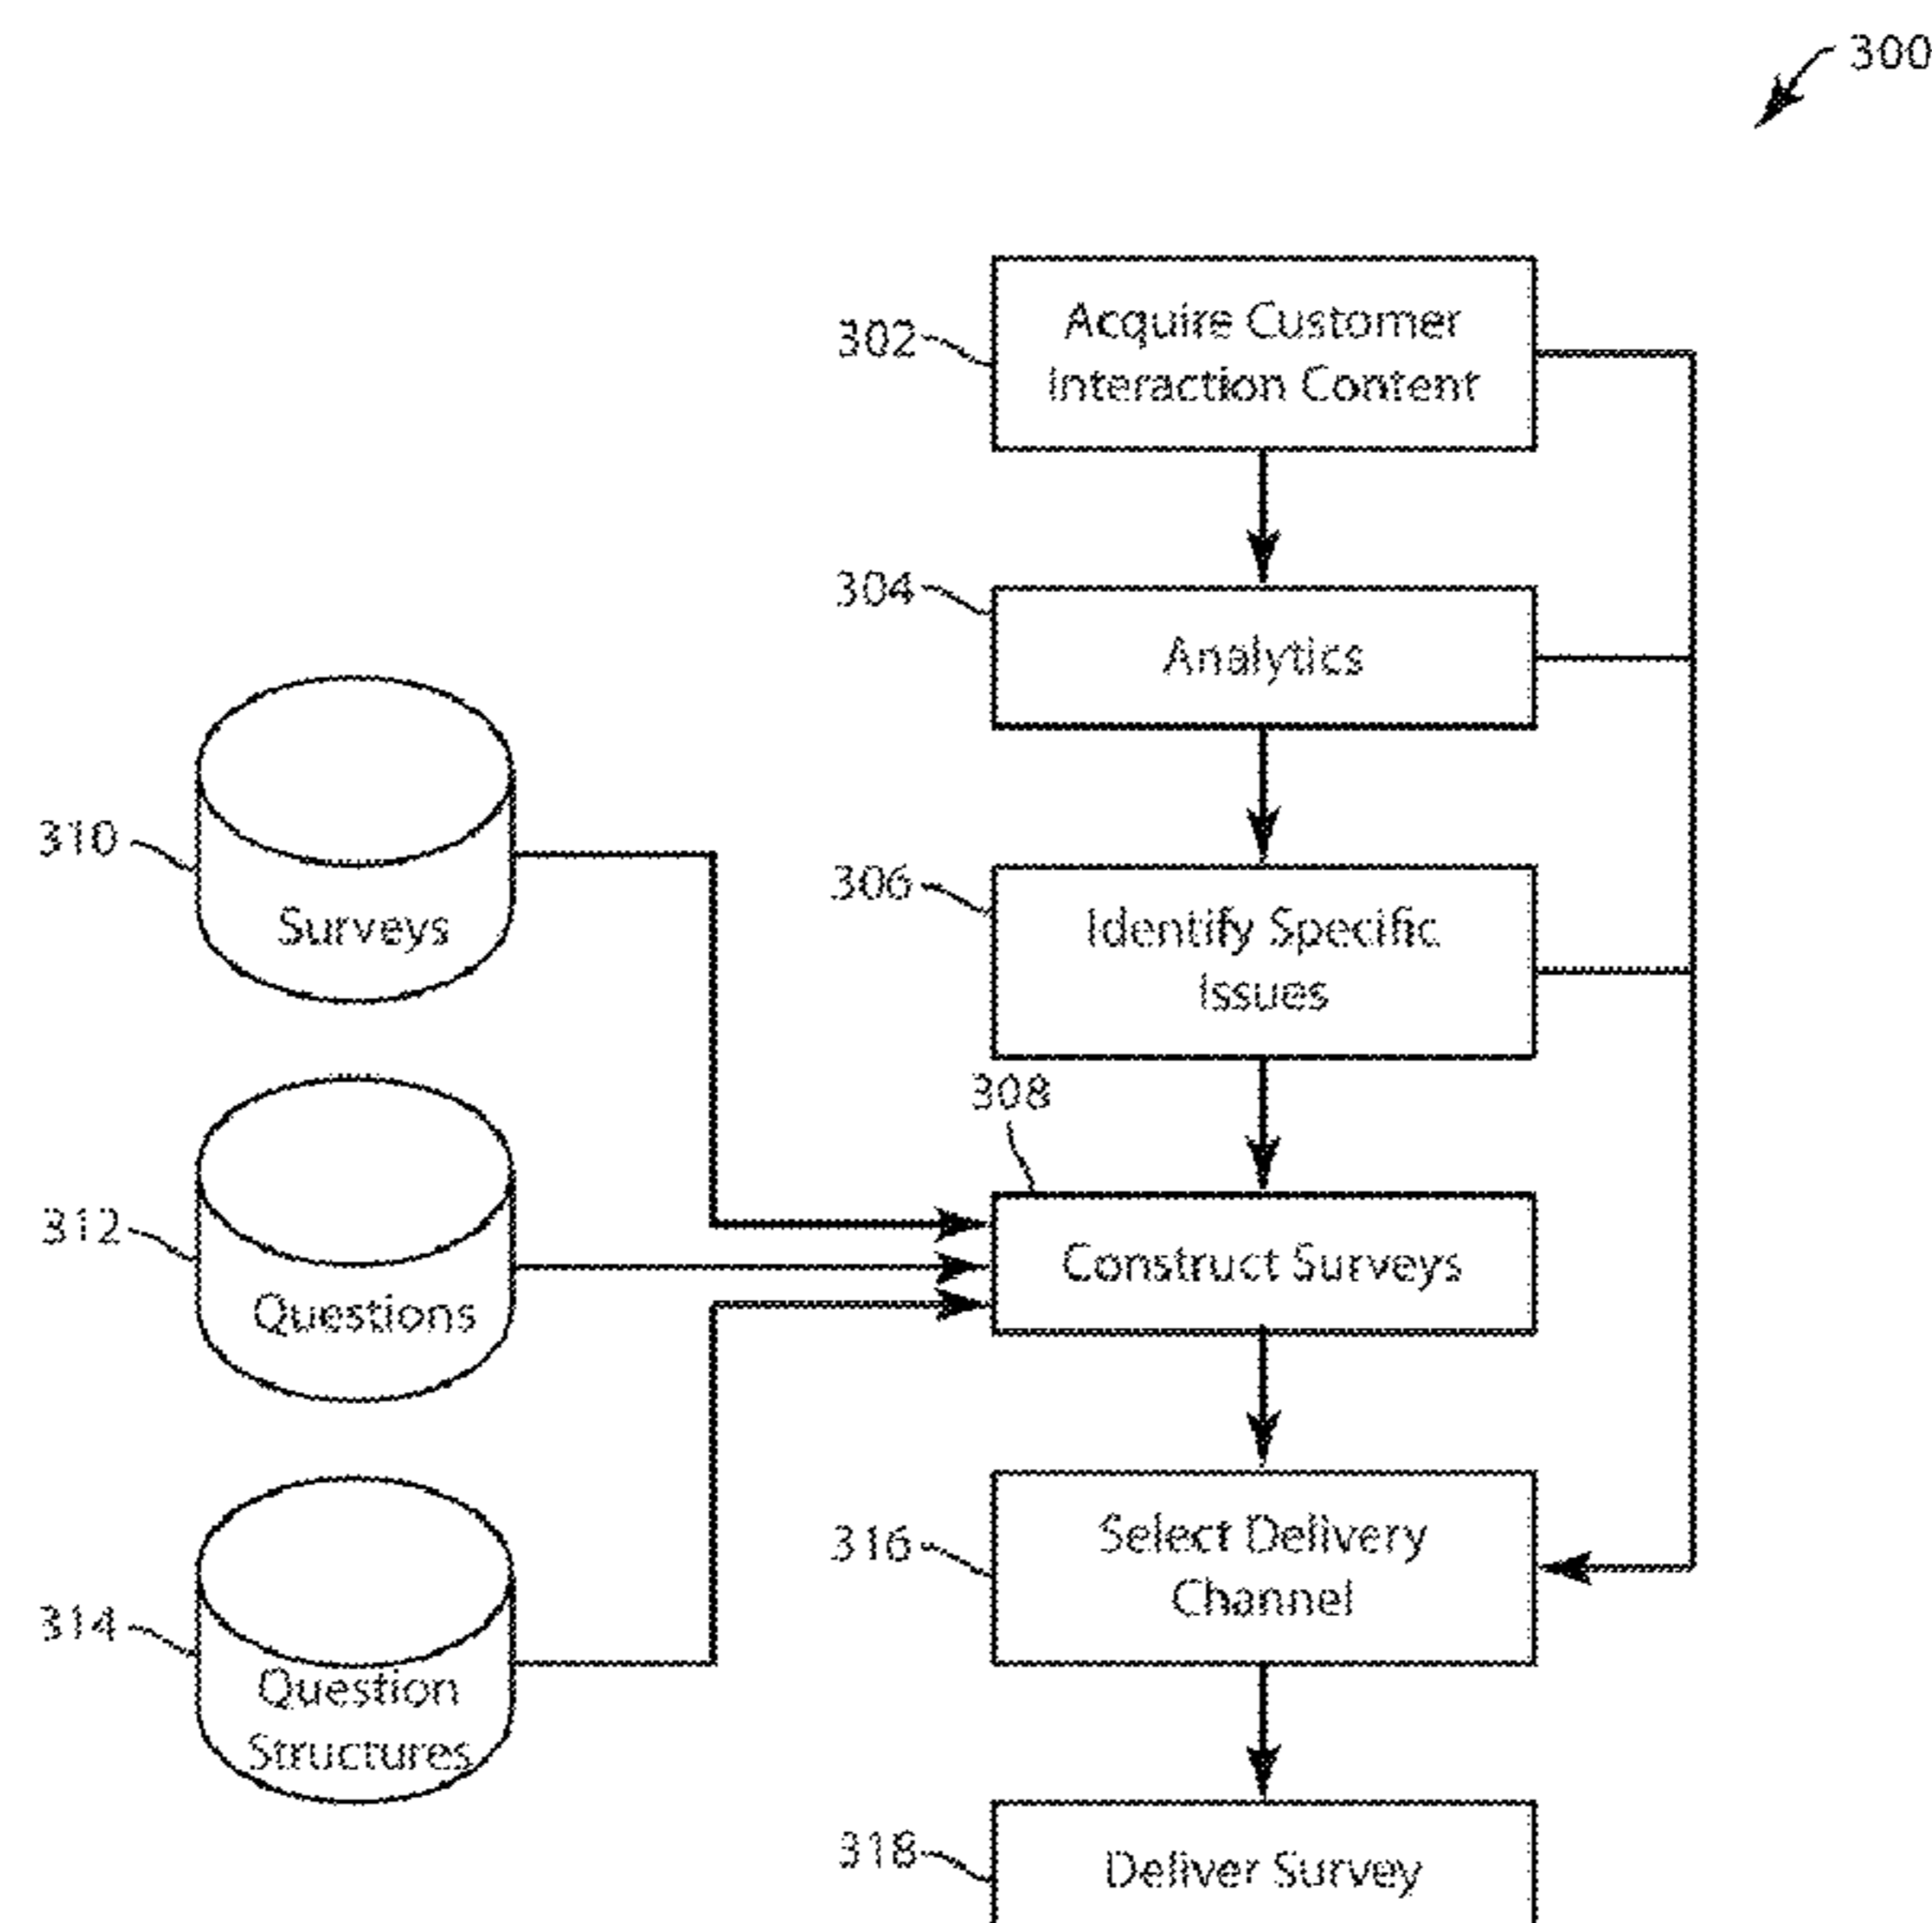 300
302
Acquire Customer
Interaction Content
304
Analytics
310
Surveys
306
Identify Specific
Issues
308
312
Questions
Construct Surveys
314
Question
Structures
316
Select Delivery
Channel
318
Deliver Survey